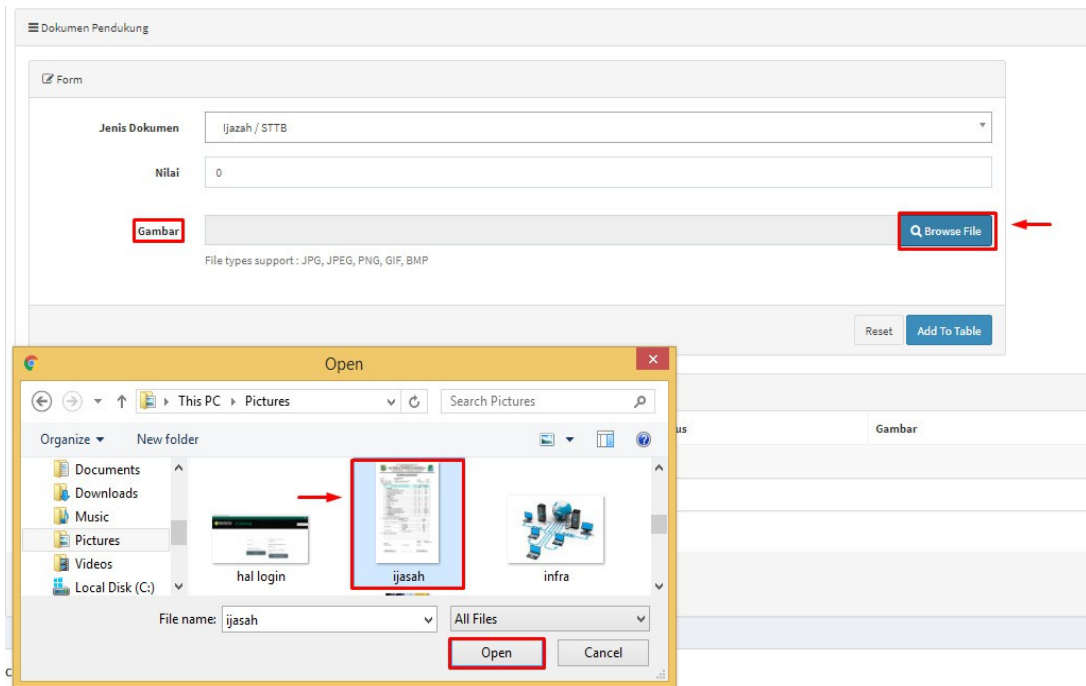 Dokumen Pendukung
Form
Jenis Dokumen
Ijazah / STTB
Nilai
0
Gambar
Browse File
File types support : JPG, JPEG, PNG, GIF, BMP
Reset
Add To Table
Open
This PC
Pictures
Search Pictures
us
Gambar
Organize
New folder
Documents
Downloads
Music
Pictures
Videos
Local Disk (C:)
hal login
ijasah
infra
File name:
ijasah
All Files
Open
Cancel